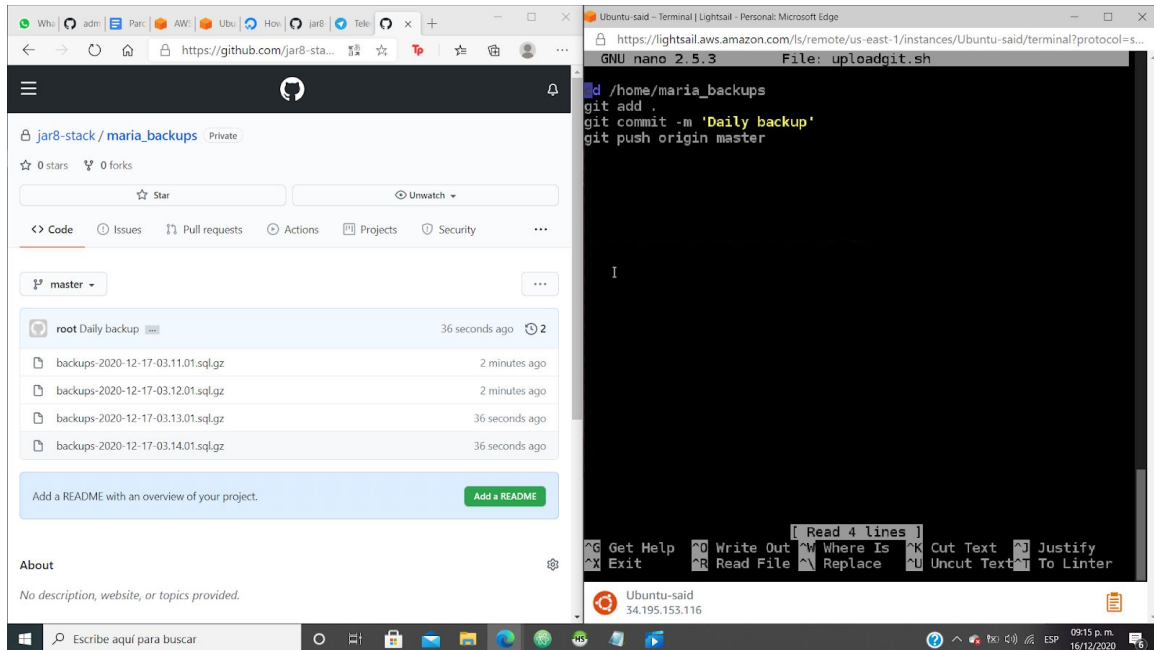 Wha
adm
Parc
AW:
Ubu
How
jar8-
Tele
https://github.com/jar8-sta...
Tp
jar8-stack / maria_backups Private
0 stars 0 forks
Star
Unwatch
Code
Issues
Pull requests
Actions
Projects
Security
...
master
...
root Daily backup ... 36 seconds ago 2
backups-2020-12-17-03.11.01.sql.gz 2 minutes ago
backups-2020-12-17-03.12.01.sql.gz 2 minutes ago
backups-2020-12-17-03.13.01.sql.gz 36 seconds ago
backups-2020-12-17-03.14.01.sql.gz 36 seconds ago
Add a README with an overview of your project. Add a README
About
No description, website, or topics provided.
Ubuntu-said – Terminal | Lightsail - Personal: Microsoft Edge
https://lightsail.aws.amazon.com/ls/remote/us-east-1/instances/Ubuntu-said/terminal?protocol=s...
GNU nano 2.5.3 File: uploadgit.sh
cd /home/maria_backups
git add .
git commit -m 'Daily backup'
git push origin master
[ Read 4 lines ]
^G Get Help ^O Write Out ^W Where Is ^K Cut Text ^J Justify
^X Exit ^R Read File ^\ Replace ^U Uncut Text ^T To Linter
Ubuntu-said
34.195.153.116
Escribe aquí para buscar
HS
ESP
09:15 p. m.
16/12/2020
6